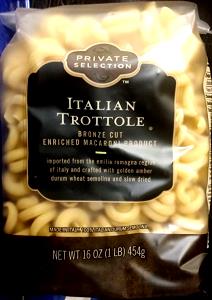 PRIVATE
SELECTION
™
ITALIAN
TROTTOLE
BRONZE CUT
ENRICHED MACARONI PRODUCT
imported from the emilia romagna region
of italy and crafted with golden amber
durum wheat semolina and slow dried
NET WT 16 OZ (1 LB) 454g